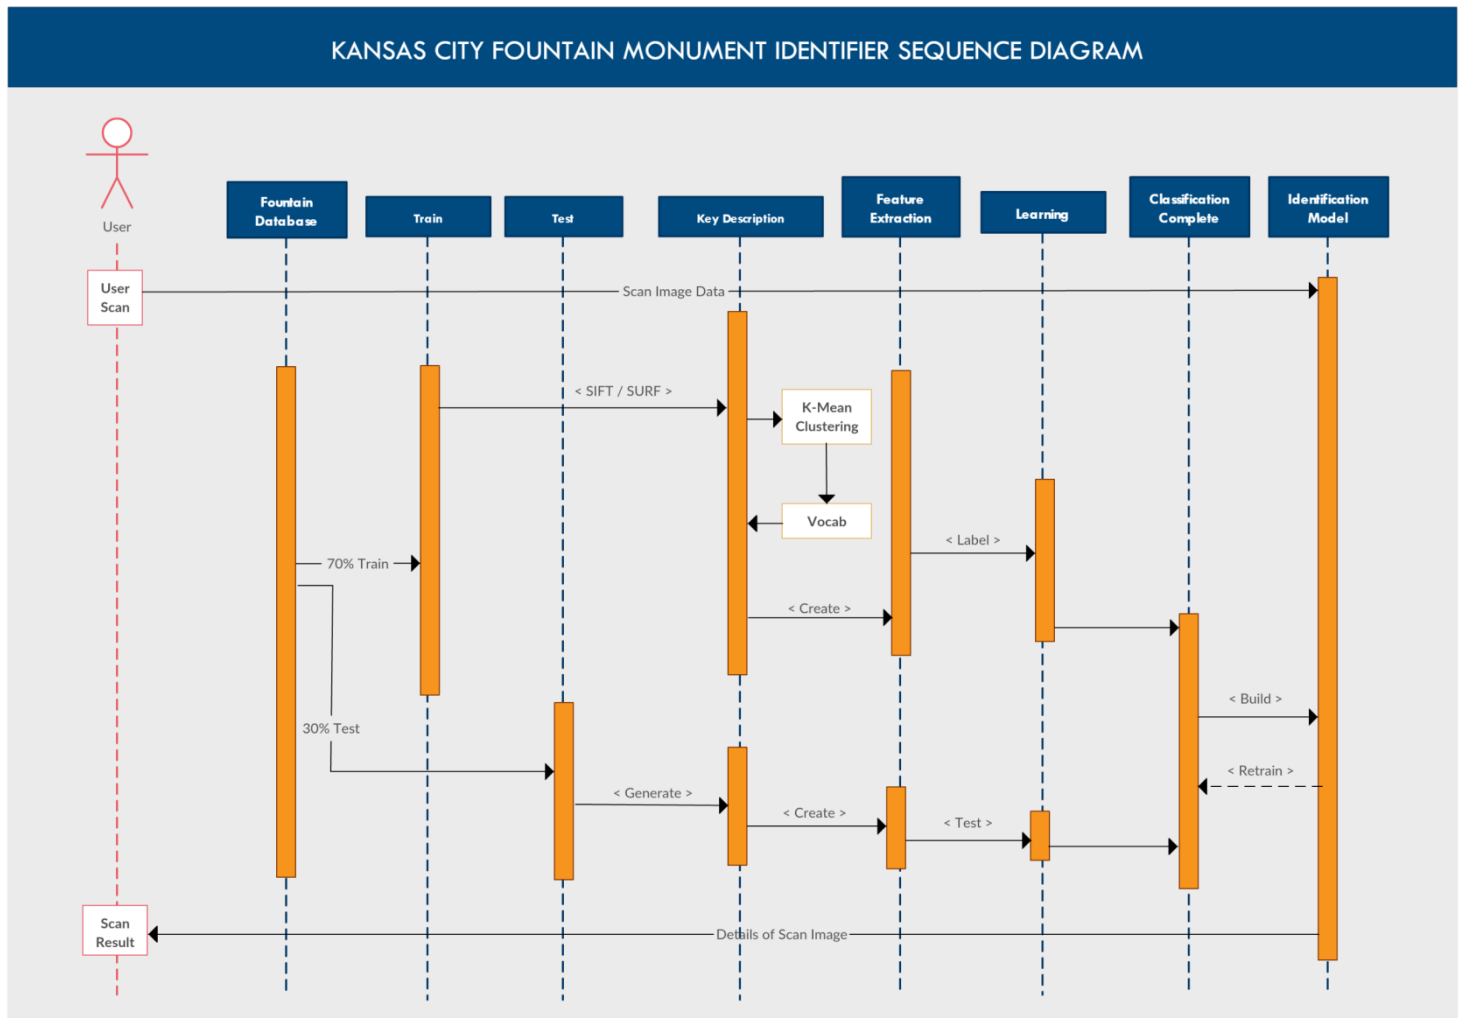 KANSAS CITY FOUNTAIN MONUMENT IDENTIFIER SEQUENCE DIAGRAM
User
Fountain
Database
Train
Test
Key Description
Feature
Extraction
Learning
Classification
Complete
Identification
Model
User
Scan
Scan Image Data
< SIFT / SURF >
K-Mean
Clustering
Vocab
< Label >
70% Train
< Create >
< Build >
30% Test
< Retrain >
< Generate >
< Create >
< Test >
Scan
Result
Details of Scan Image